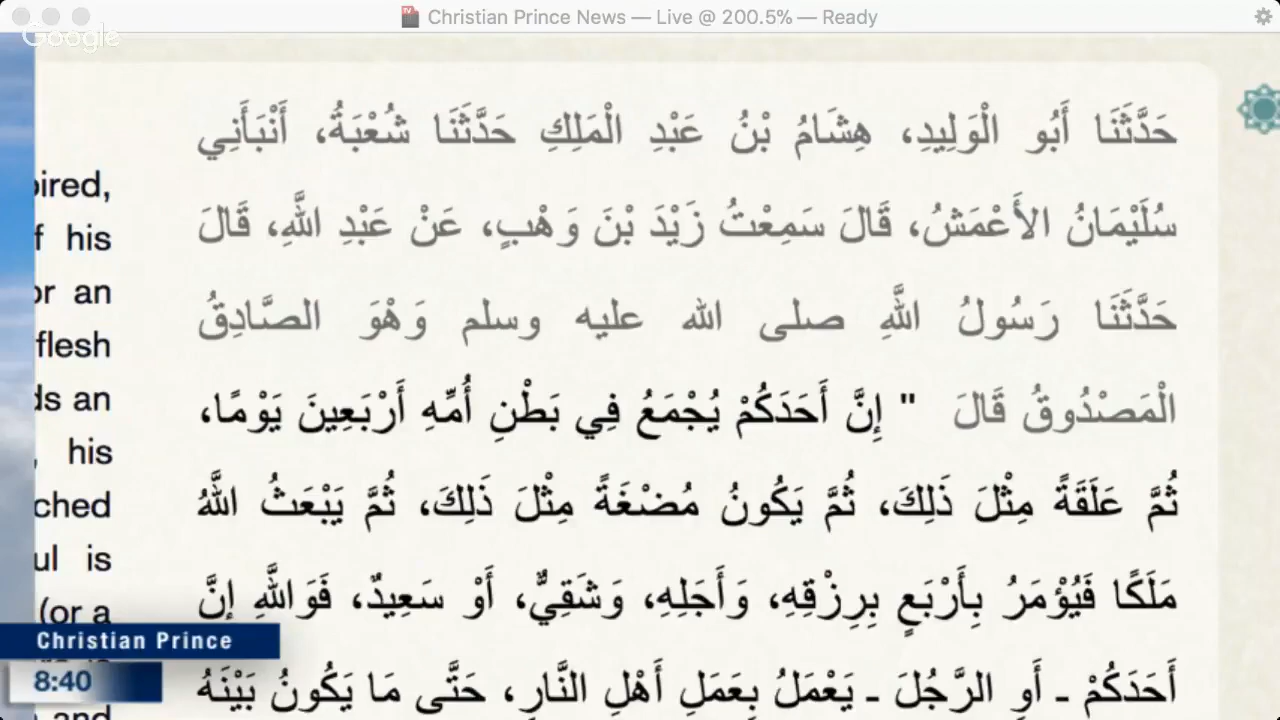 Christian Prince News — Live @ 200.5% — Ready
Google
حَدَّثَنَا أَبُو الْوَلِيدِ، هِشَامُ بْنُ عَبْدِ الْمَلِكِ حَدَّثَنَا شُعْبَةُ، أَنْبَأَنِي
سُلَيْمَانُ الأَعْمَشُ، قَالَ سَمِعْتُ زَيْدَ بْنَ وَهْبٍ، عَنْ عَبْدِ اللَّهِ، قَالَ
حَدَّثَنَا رَسُولُ اللَّهِ صلى الله عليه وسلم وَهْوَ الصَّادِقُ
الْمَصْدُوقُ قَالَ " إِنَّ أَحَدَكُمْ يُجْمَعُ فِي بَطْنِ أُمِّهِ أَرْبَعِينَ يَوْمًا،
ثُمَّ عَلَقَةً مِثْلَ ذَلِكَ، ثُمَّ يَكُونُ مُضْغَةً مِثْلَ ذَلِكَ، ثُمَّ يَبْعَثُ اللَّهُ
مَلَكًا فَيُؤْمَرُ بِأَرْبَعٍ بِرِزْقِهِ، وَأَجَلِهِ، وَشَقِيٌّ، أَوْ سَعِيدٌ، فَوَاللَّهِ إِنَّ
أَحَدَكُمْ ـ أَوِ الرَّجُلَ ـ يَعْمَلُ بِعَمَلِ أَهْلِ النَّارِ، حَتَّى مَا يَكُونُ بَيْنَهُ
pired,
f his
or an
flesh
ds an
his
ched
ul is
(or a
and
Christian Prince
8:40